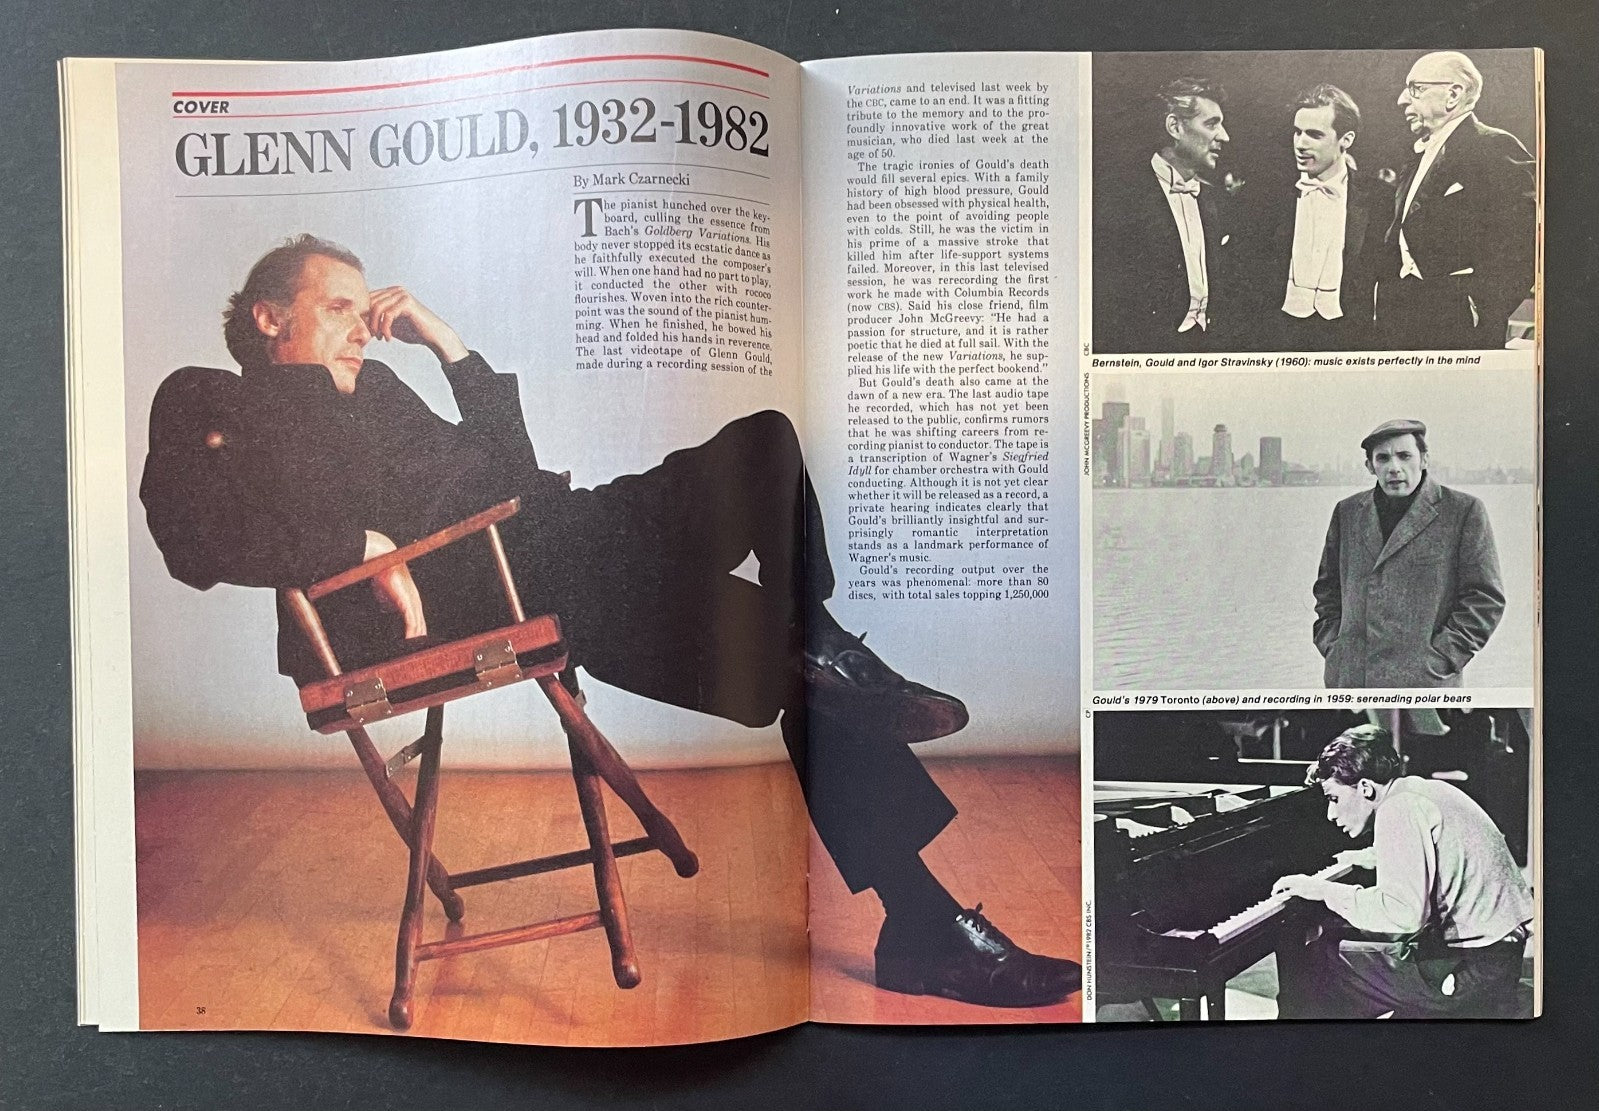 COVER
GLENN GOULD, 1932-1982
By Mark Czarnecki
The pianist hunched over the key-
board, culling the essence from
Bach's Goldberg Variations. His
body never stopped its ecstatic dance as
he faithfully executed the composer's
will. When one hand had no part to play,
it conducted the other with rococo
flourishes. Woven into the rich counter-
point was the sound of the pianist hum-
ming. When he finished, he bowed his
head and folded his hands in reverence.
The last videotape of Glenn Gould,
made during a recording session of the
38
Variations and televised last week by
the CBC, came to an end. It was a fitting
tribute to the memory and to the pro-
foundly innovative work of the great
musician, who died last week at the
age of 50.
The tragic ironies of Gould's death
would fill several epics. With a family
history of high blood pressure, Gould
had been obsessed with physical health,
even to the point of avoiding people
with colds. Still, he was the victim in
his prime of a massive stroke that
killed him after life-support systems
failed. Moreover, in this last televised
session, he was rerecording the first
work he made with Columbia Records
(now CBS). Said his close friend, film
producer John McGreevy: "He had a
passion for structure, and it is rather
poetic that he died at full sail. With the
release of the new Variations, he sup-
plied his life with the perfect bookend."
But Gould's death also came at the
dawn of a new era. The last audio tape
he recorded, which has not yet been
released to the public, confirms rumors
that he was shifting careers from re-
cording pianist to conductor. The tape is
a transcription of Wagner's Siegfried
Idyll for chamber orchestra with Gould
conducting. Although it is not yet clear
whether it will be released as a record, a
private hearing indicates clearly that
Gould's brilliantly insightful and sur-
prisingly romantic interpretation
stands as a landmark performance of
Wagner's music.
Gould's recording output over the
years was phenomenal: more than 80
discs, with total sales topping 1,250,000
CBC
Bernstein, Gould and Igor Stravinsky (1960): music exists perfectly in the mind
JOHN MCGREEVY PRODUCTIONS
Gould's 1979 Toronto (above) and recording in 1959: serenading polar bears
CP
DON HUNSTEIN/©1982 CBS INC.